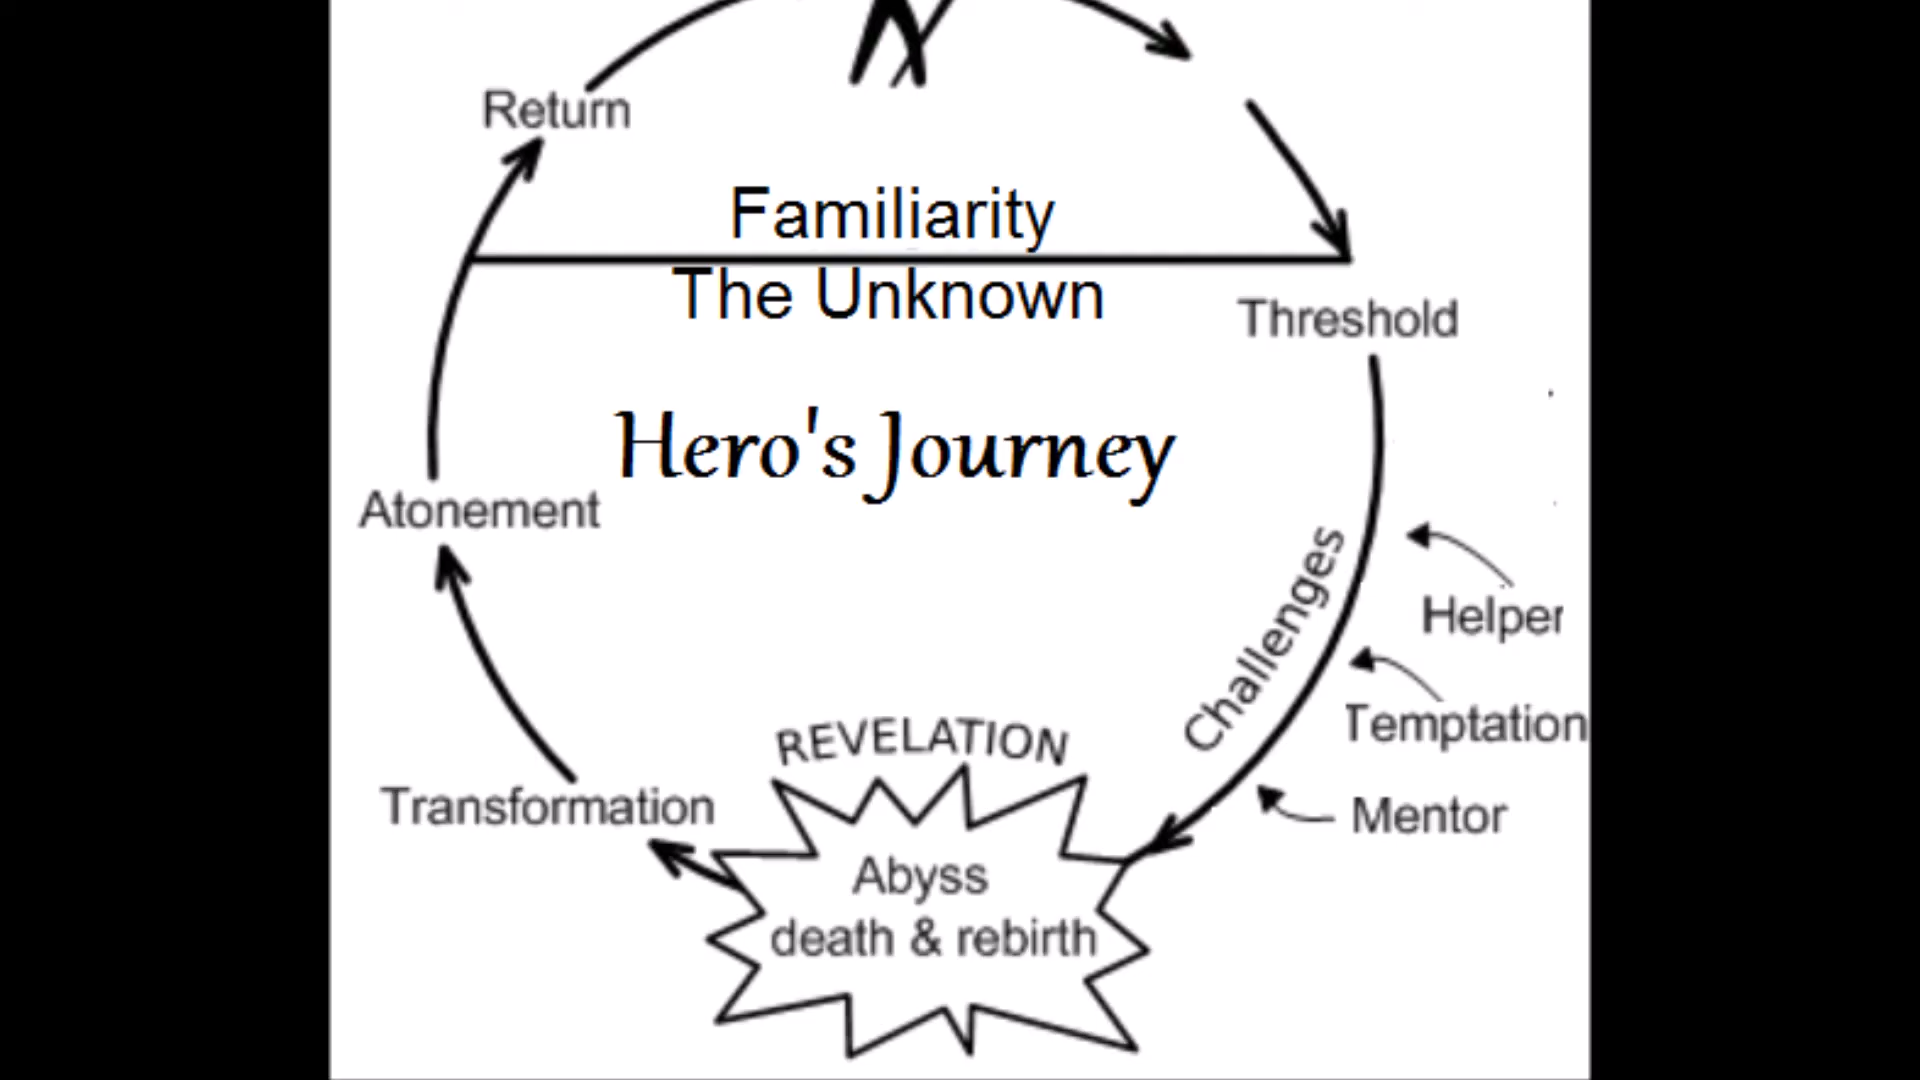 Return
Familiarity
The Unknown
Threshold
Hero's Journey
Atonement
Challenges
Helper
Temptation
Mentor
REVELATION
Transformation
Abyss
death & rebirth